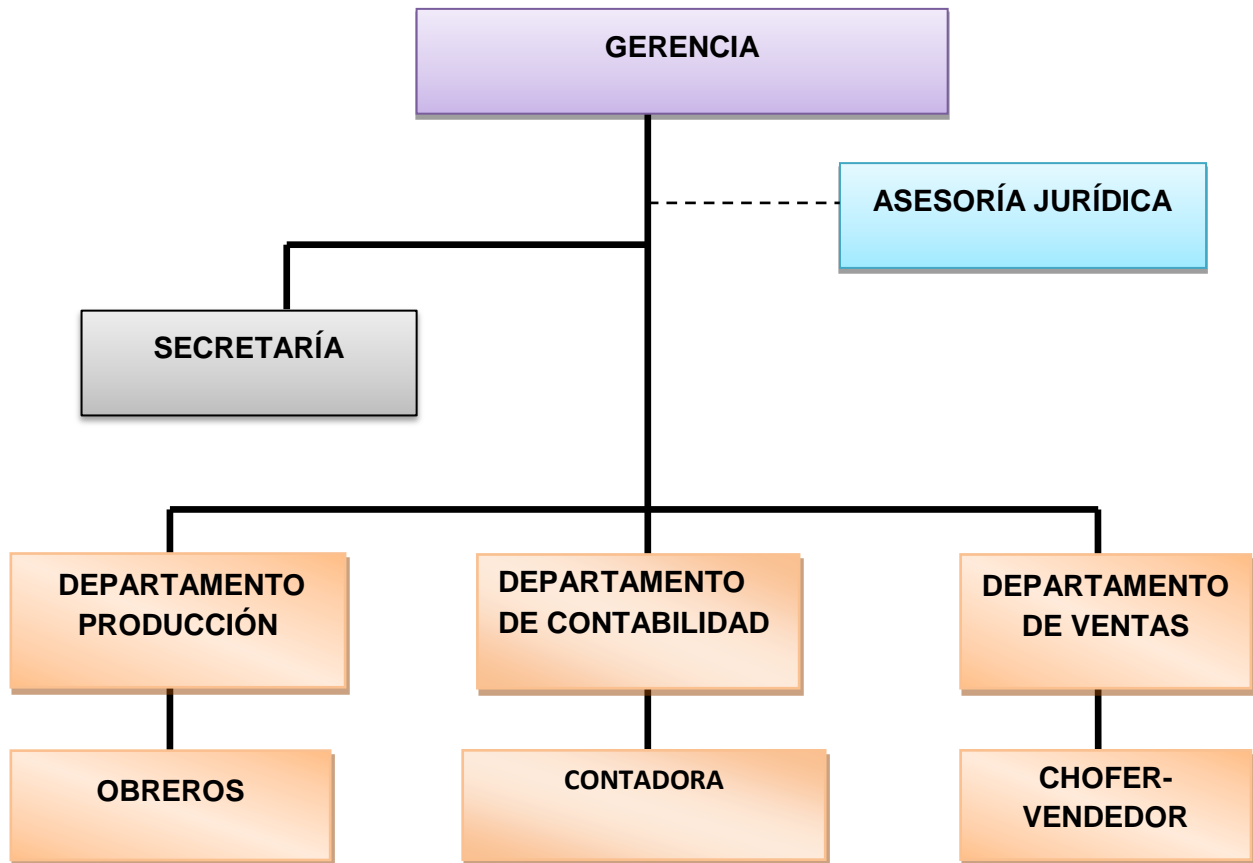 GERENCIA
ASESORÍA JURÍDICA
SECRETARÍA
DEPARTAMENTO
PRODUCCIÓN
DEPARTAMENTO
DE CONTABILIDAD
DEPARTAMENTO
DE VENTAS
OBREROS
CONTADORA
CHOFER-
VENDEDOR